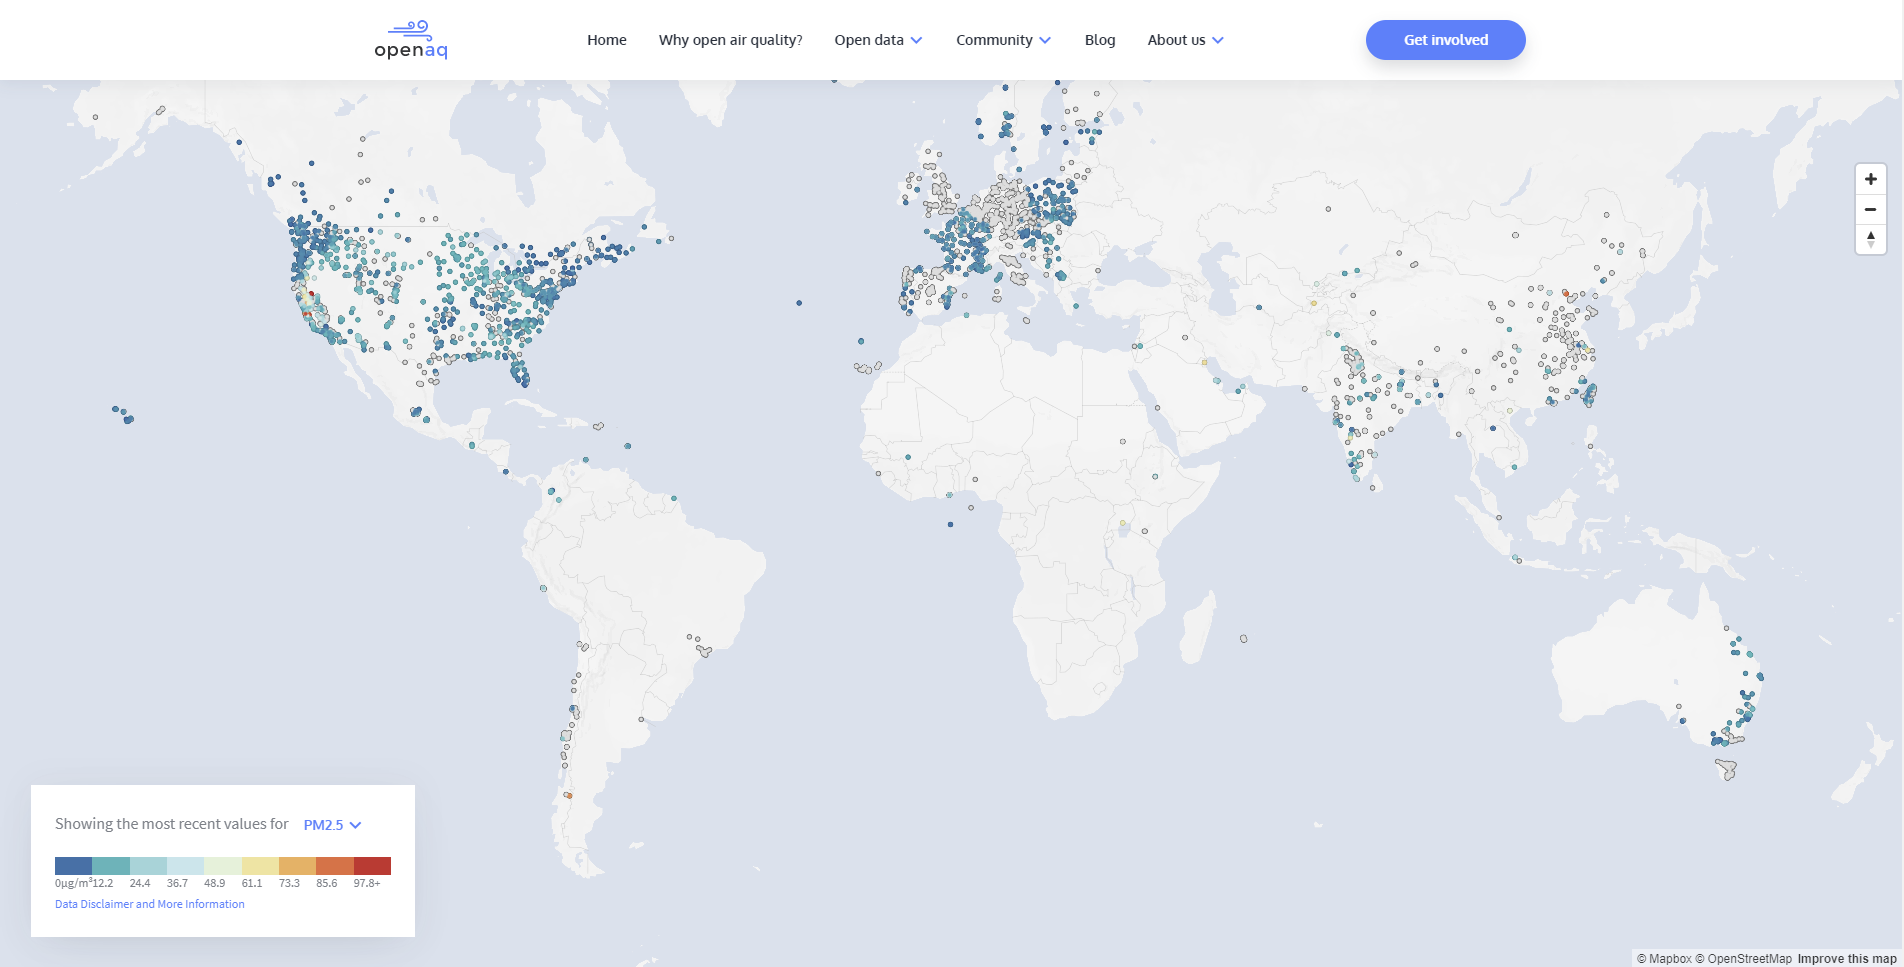 openaq
Home Why open air quality? Open data Community Blog About us Get involved
Showing the most recent values for PM2.5
0µg/m³ 12.2 24.4 36.7 48.9 61.1 73.3 85.6 97.8+
Data Disclaimer and More Information
© Mapbox © OpenStreetMap Improve this map